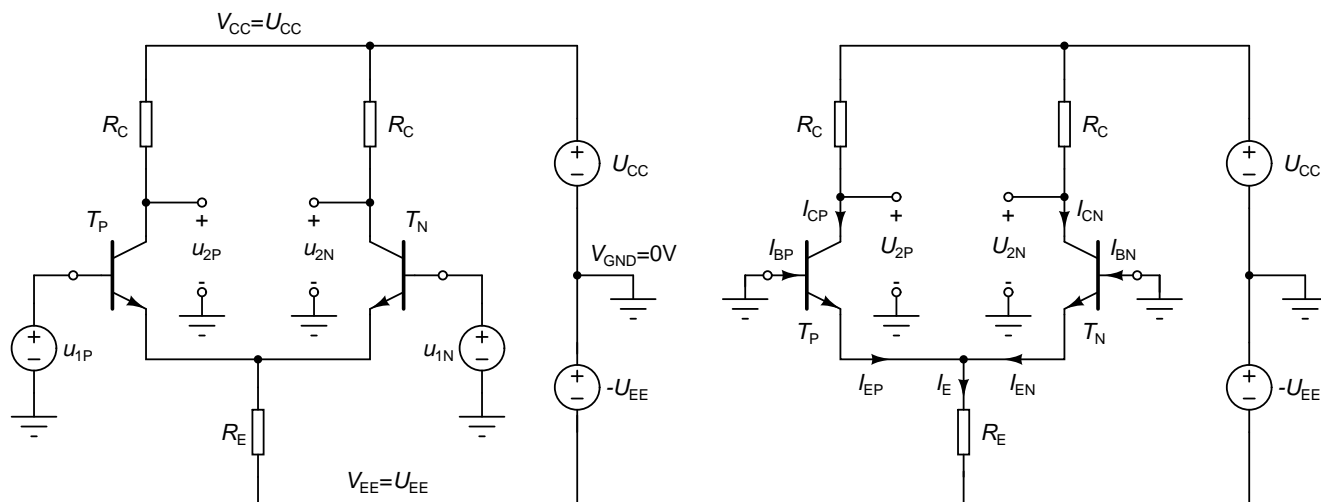 V_CC=U_CC
R_C
R_C
U_CC
T_P
+
u_2P
-
+
u_2N
-
T_N
V_GND=0V
+
-
u_1P
+
-
u_1N
+
-
+
-
-U_EE
R_E
V_EE=U_EE
R_C
R_C
+
-
U_CC
I_CP
I_CN
+
U_2P
-
+
U_2N
-
I_BP
I_BN
T_P
T_N
+
-
-U_EE
I_EP
I_E
I_EN
R_E